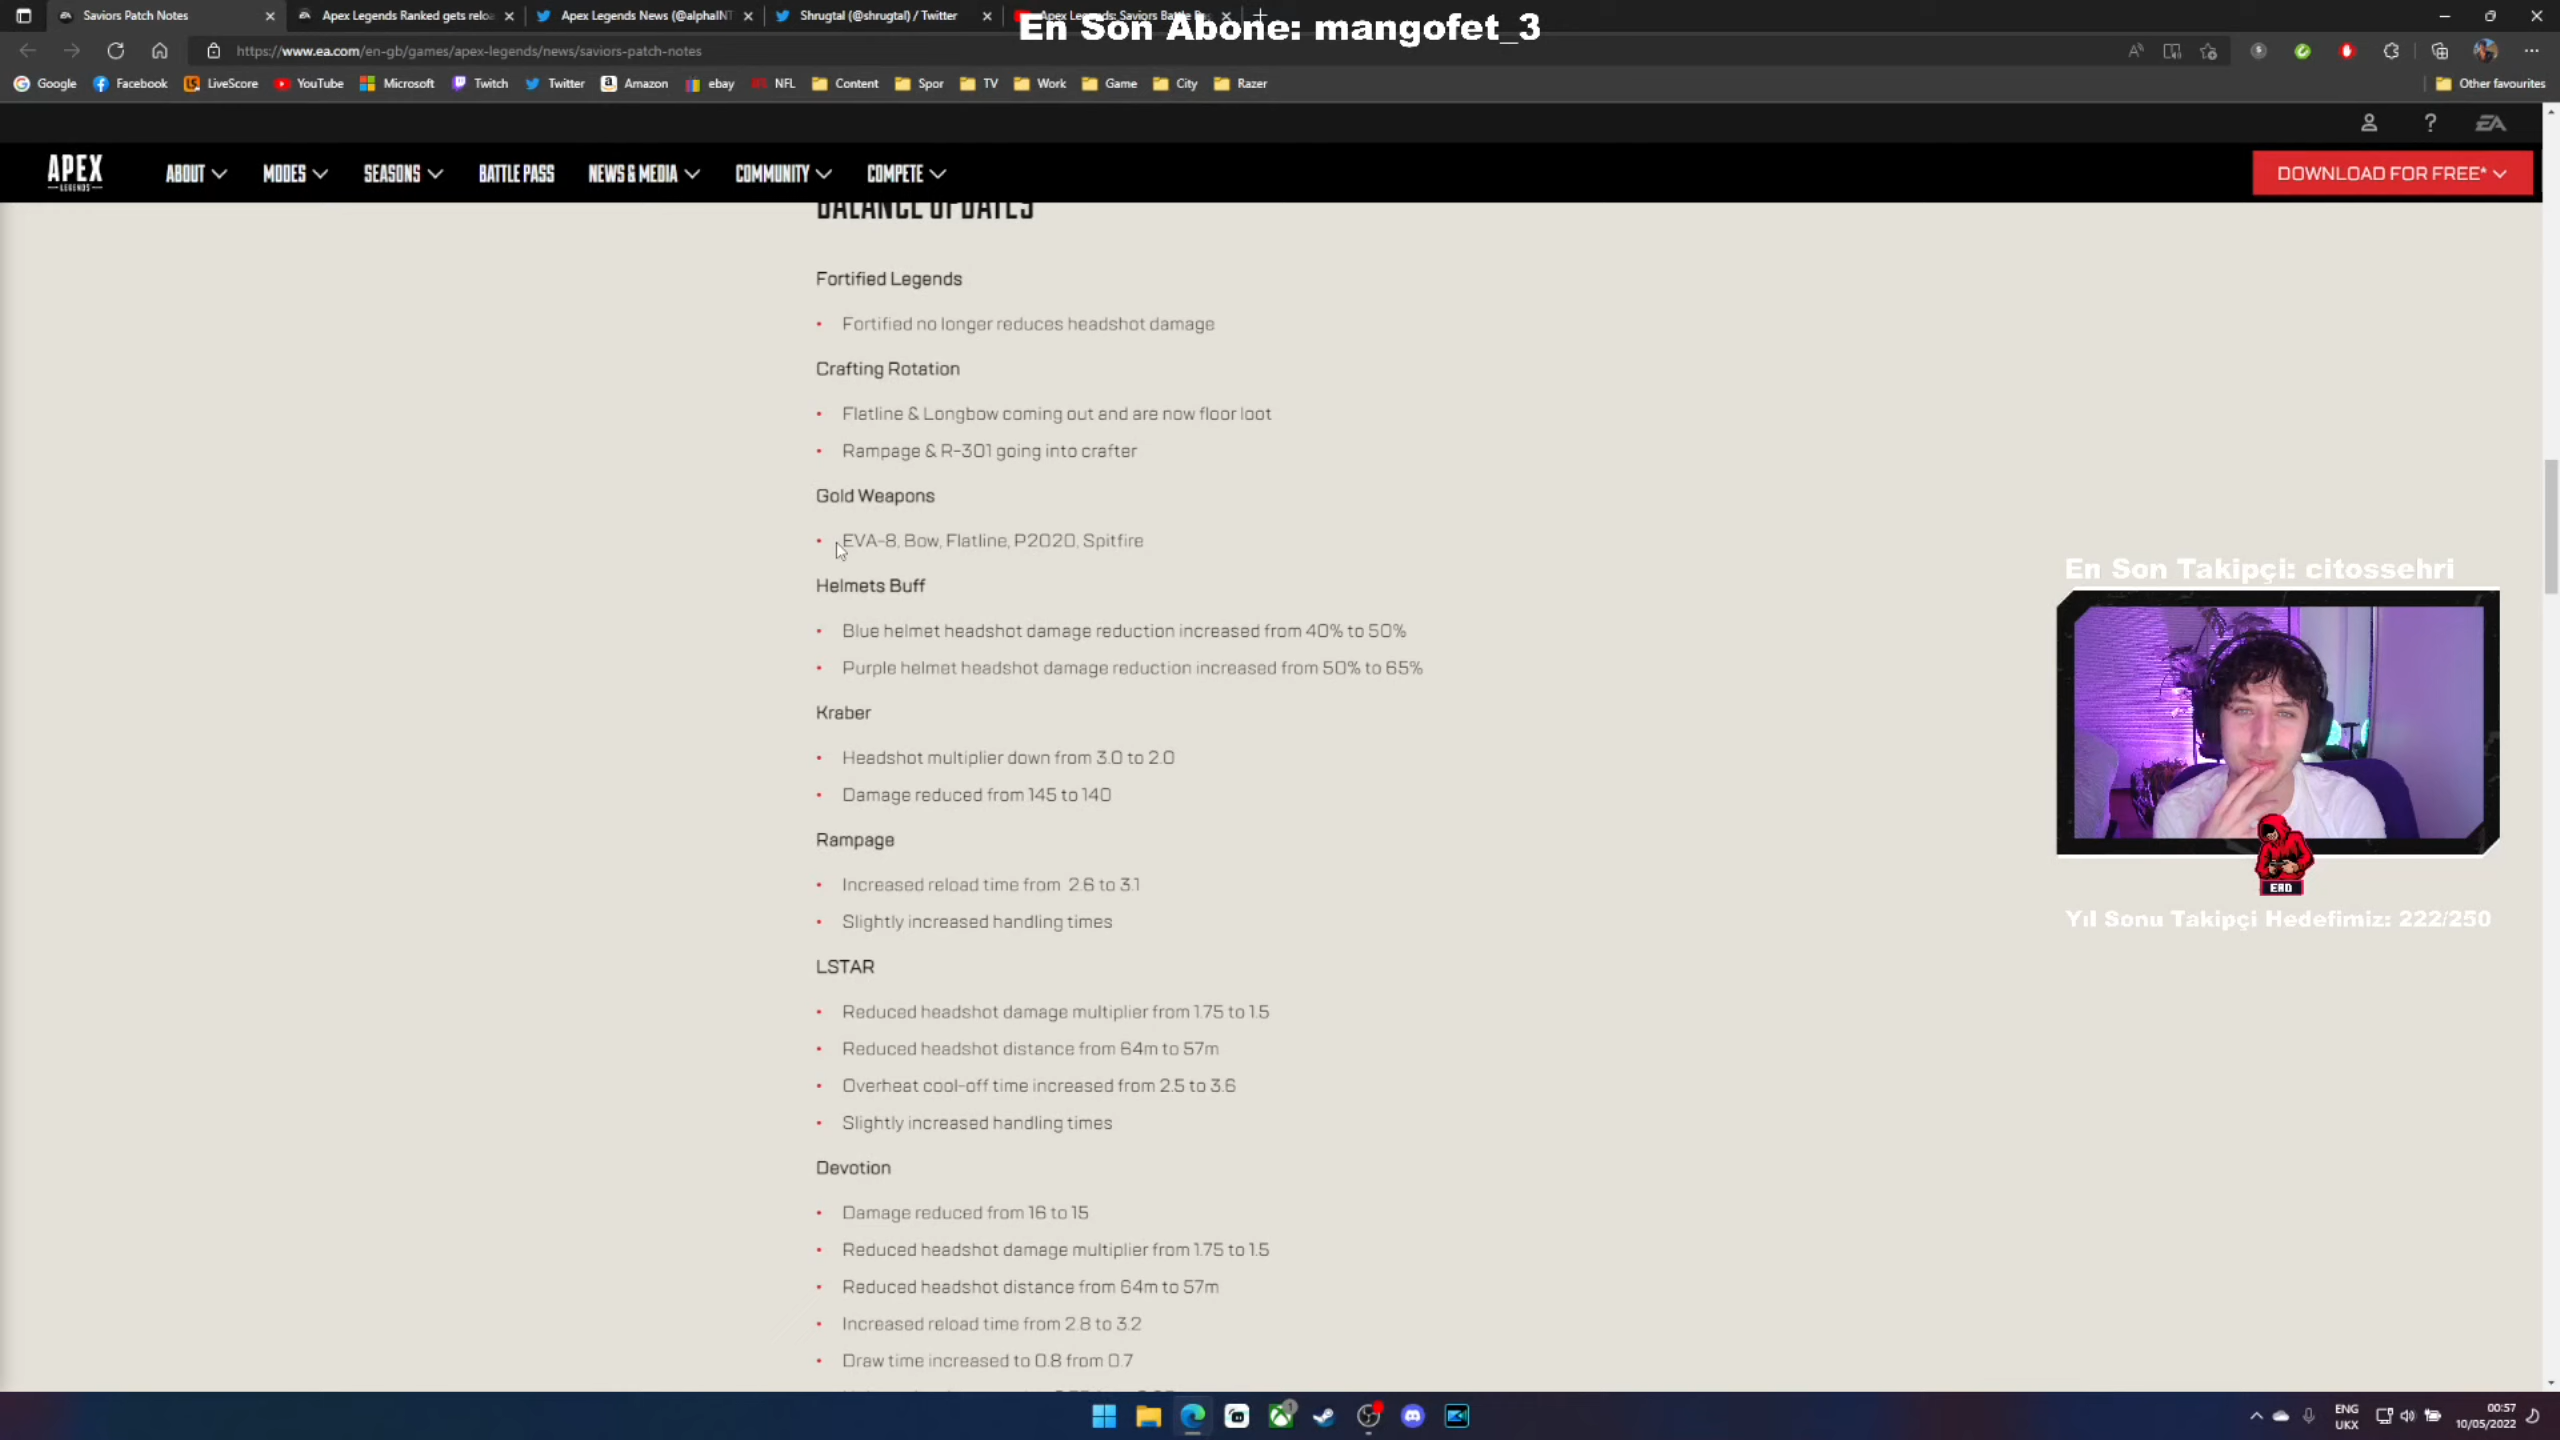 Saviors Patch Notes
Apex Legends Ranked gets relo
Apex Legends News (@alphaINT
Shrugtal (@shrugtal) / Twitter
Apex Legends: Saviors Battle
En Son Abone: mangofet_3
https://www.ea.com/en-gb/games/apex-legends/news/saviors-patch-notes
Google
Facebook
LiveScore
YouTube
Microsoft
Twitch
Twitter
Amazon
ebay
NFL
Content
Spor
TV
Work
Game
City
Razer
Other favourites
EA
APEX
LEGENDS
ABOUT
MODES
SEASONS
BATTLE PASS
NEWS & MEDIA
COMMUNITY
COMPETE
DOWNLOAD FOR FREE*
BALANCE UPDATES
Fortified Legends
• Fortified no longer reduces headshot damage
Crafting Rotation
• Flatline & Longbow coming out and are now floor loot
• Rampage & R-301 going into crafter
Gold Weapons
• EVA-8, Bow, Flatline, P2020, Spitfire
Helmets Buff
• Blue helmet headshot damage reduction increased from 40% to 50%
• Purple helmet headshot damage reduction increased from 50% to 65%
Kraber
• Headshot multiplier down from 3.0 to 2.0
• Damage reduced from 145 to 140
Rampage
• Increased reload time from 2.6 to 3.1
• Slightly increased handling times
LSTAR
• Reduced headshot damage multiplier from 1.75 to 1.5
• Reduced headshot distance from 64m to 57m
• Overheat cool-off time increased from 2.5 to 3.6
• Slightly increased handling times
Devotion
• Damage reduced from 16 to 15
• Reduced headshot damage multiplier from 1.75 to 1.5
• Reduced headshot distance from 64m to 57m
• Increased reload time from 2.8 to 3.2
• Draw time increased to 0.8 from 0.7
En Son Takipçi: citossehri
ERD
Yıl Sonu Takipçi Hedefimiz: 222/250
ENG
UKX
00:57
10/05/2022